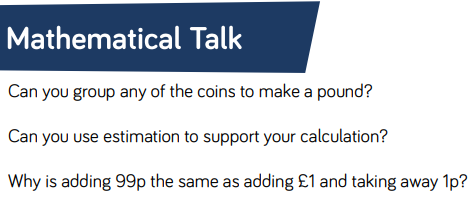 Mathematical Talk
Can you group any of the coins to make a pound?
Can you use estimation to support your calculation?
Why is adding 99p the same as adding £1 and taking away 1p?